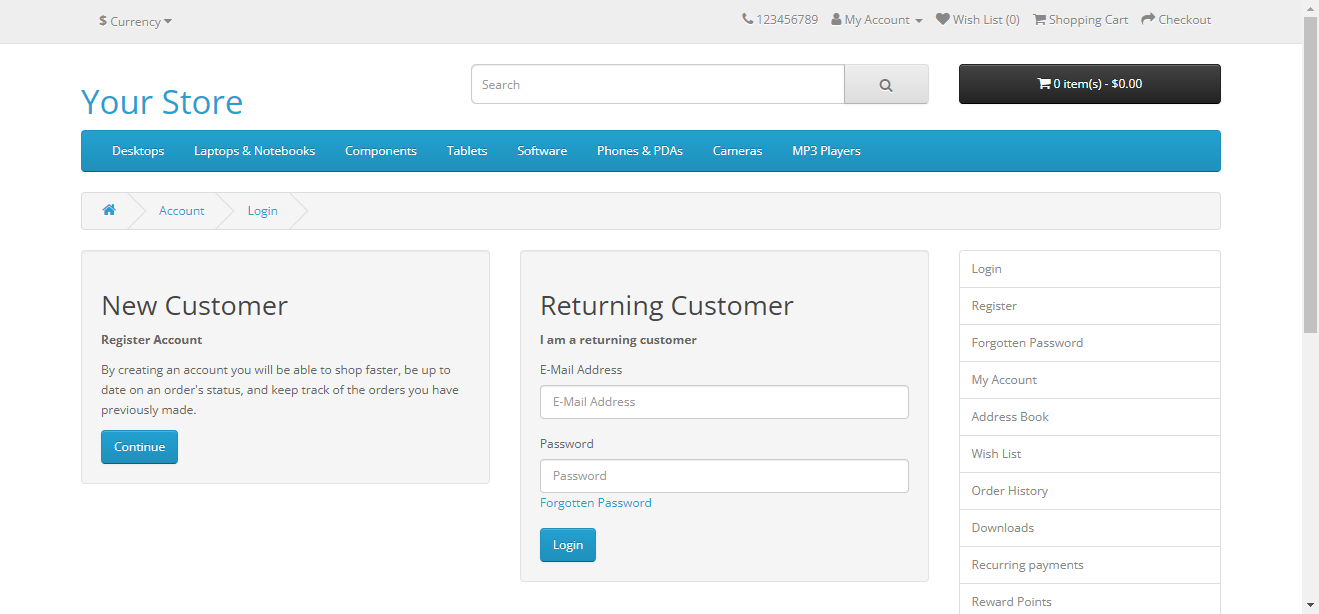 $ Currency
123456789 My Account Wish List (0) Shopping Cart Checkout
Your Store
Search
0 item(s) - $0.00
Desktops Laptops & Notebooks Components Tablets Software Phones & PDAs Cameras MP3 Players
Account Login
New Customer
Register Account
By creating an account you will be able to shop faster, be up to
date on an order's status, and keep track of the orders you have
previously made.
Continue
Returning Customer
I am a returning customer
E-Mail Address
E-Mail Address
Password
Password
Forgotten Password
Login
Login
Register
Forgotten Password
My Account
Address Book
Wish List
Order History
Downloads
Recurring payments
Reward Points